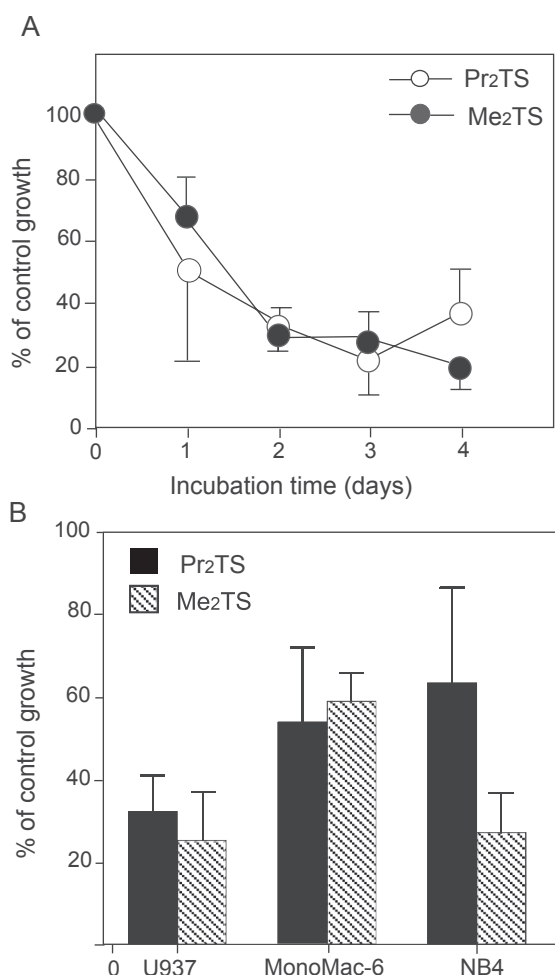 A
Pr2TS
Me2TS
100
80
60
40
20
0
% of control growth
0 1 2 3 4
Incubation time (days)
B
100
80
60
40
20
% of control growth
Pr2TS
Me2TS
0 U937 MonoMac-6 NB4